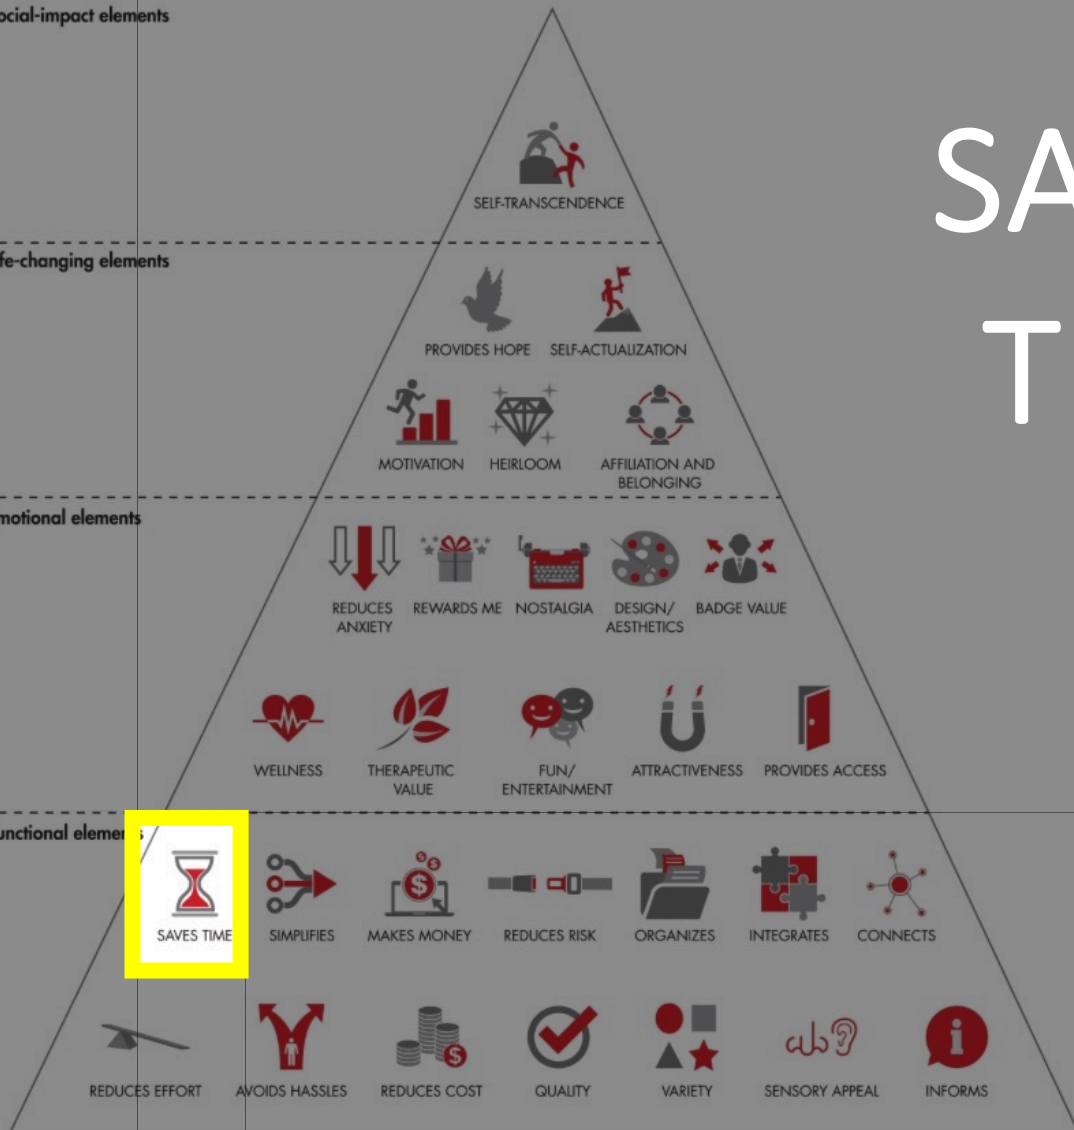 ocial-impact elements
SA
SELF-TRANSCENDENCE
fe-changing elements
T
PROVIDES HOPE SELF-ACTUALIZATION
MOTIVATION HEIRLOOM AFFILIATION AND
BELONGING
motional elements
REDUCES REWARDS ME NOSTALGIA DESIGN/ BADGE VALUE
ANXIETY AESTHETICS
WELLNESS THERAPEUTIC FUN/ ATTRACTIVENESS PROVIDES ACCESS
VALUE ENTERTAINMENT
unctional elements
SAVES TIME SIMPLIFIES MAKES MONEY REDUCES RISK ORGANIZES INTEGRATES CONNECTS
REDUCES EFFORT AVOIDS HASSLES REDUCES COST QUALITY VARIETY SENSORY APPEAL INFORMS